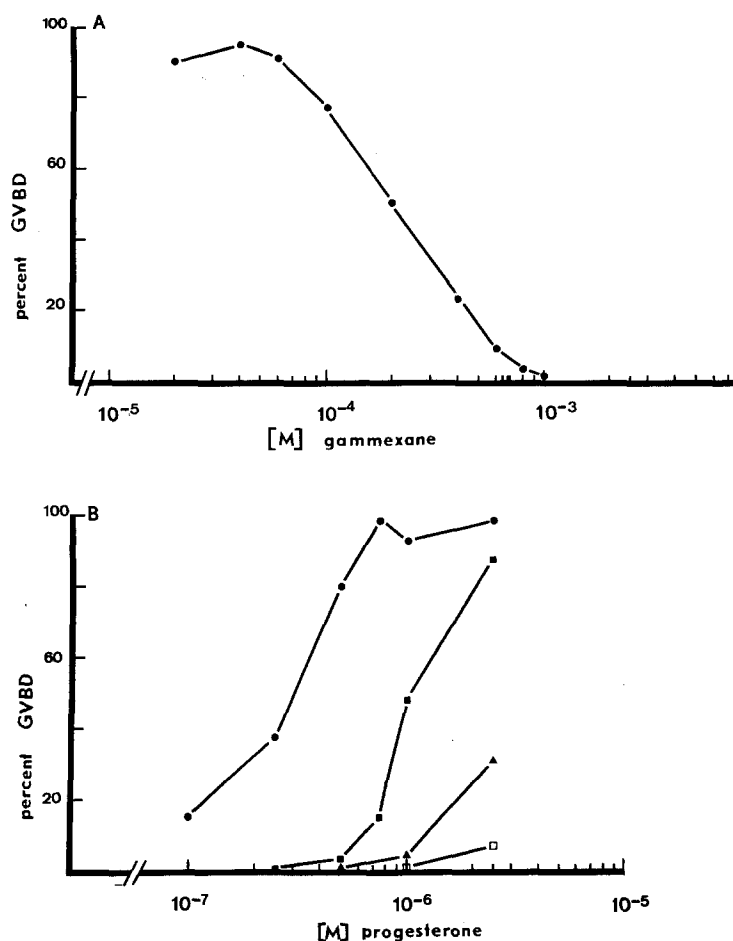 100 A
60
20
percent GVBD
10-5 10-4 10-3
[M] gammexane
100 B
60
20
percent GVBD
10-7 10-6 10-5
[M] progesterone